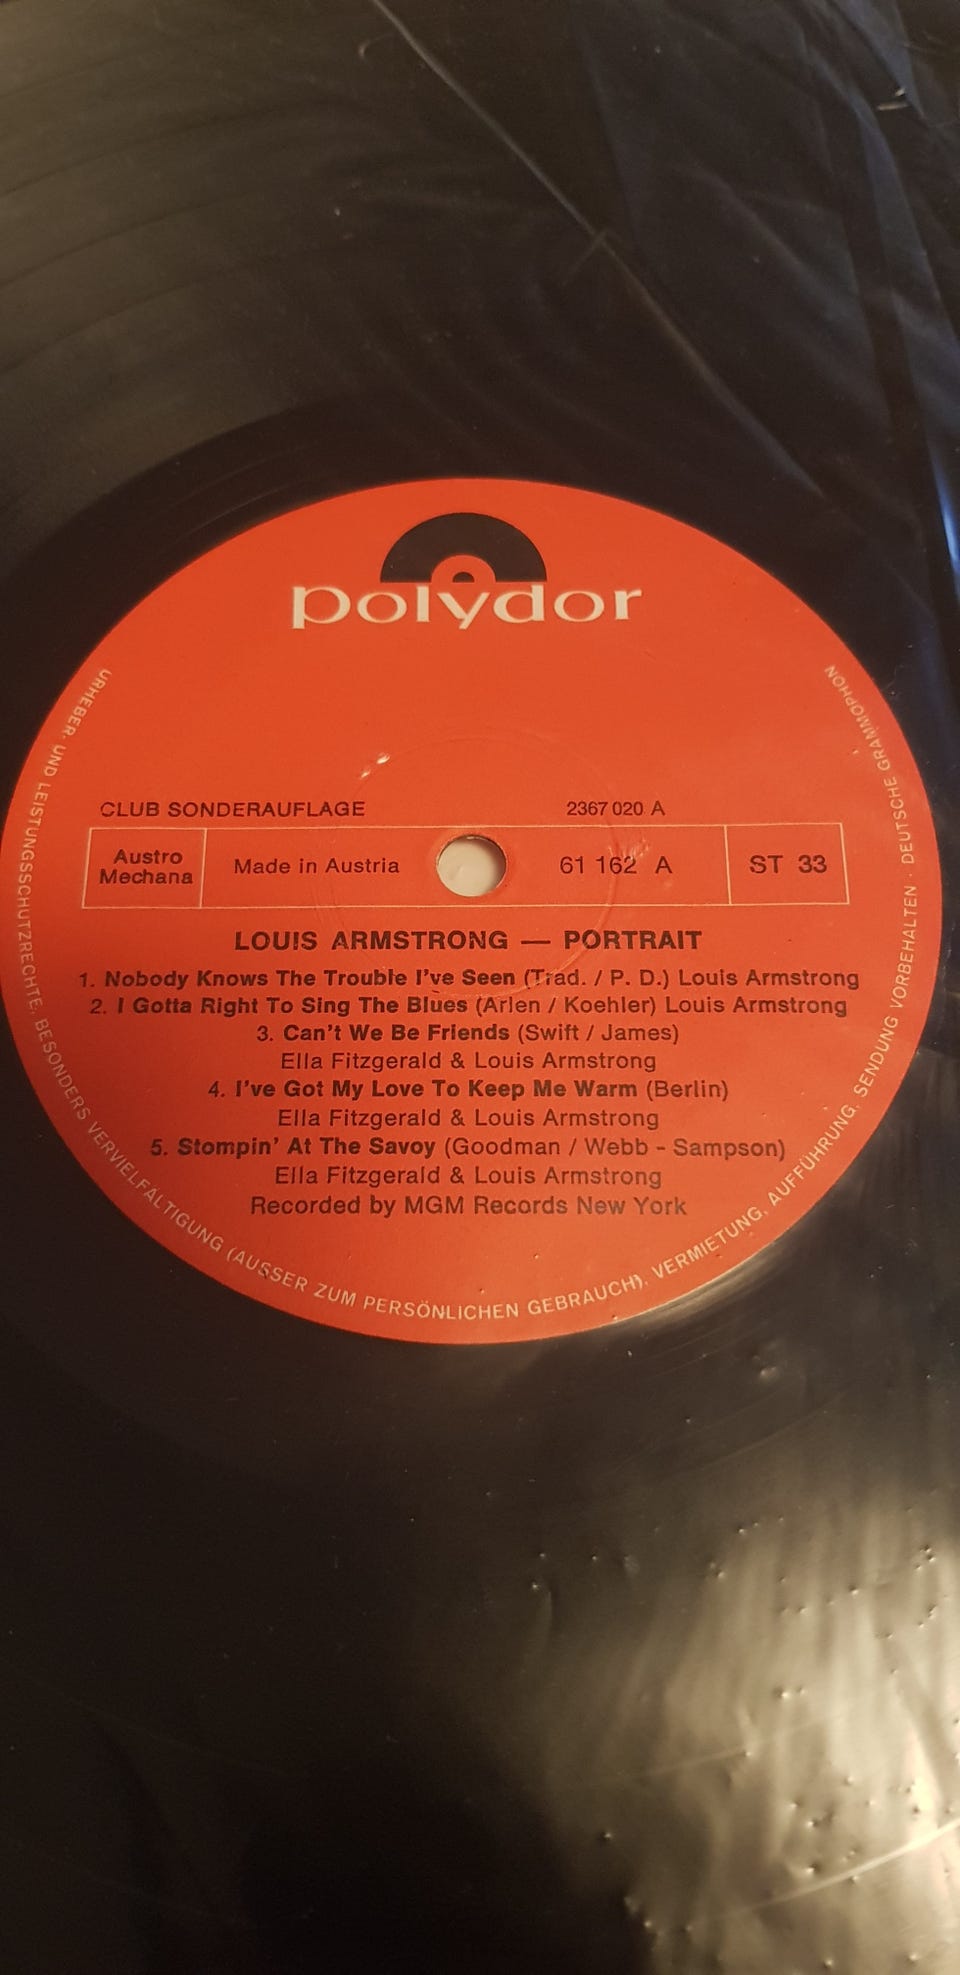 polydor
CLUB SONDERAUFLAGE
2367 020 A
Austro
Mechana
Made in Austria
61 162 A
ST 33
LOUIS ARMSTRONG — PORTRAIT
1. Nobody Knows The Trouble I've Seen (Trad. / P. D.) Louis Armstrong
2. I Gotta Right To Sing The Blues (Arlen / Koehler) Louis Armstrong
3. Can't We Be Friends (Swift / James)
Ella Fitzgerald & Louis Armstrong
4. I've Got My Love To Keep Me Warm (Berlin)
Ella Fitzgerald & Louis Armstrong
5. Stompin' At The Savoy (Goodman / Webb - Sampson)
Ella Fitzgerald & Louis Armstrong
Recorded by MGM Records New York
URHEBER- UND LEISTUNGSSCHUTZRECHTE, BESONDERS VERVIELFÄLTIGUNG (AUSSER ZUM PERSÖNLICHEN GEBRAUCH), VERMIETUNG, AUFFÜHRUNG, SENDUNG VORBEHALTEN · DEUTSCHE GRAMMOPHON